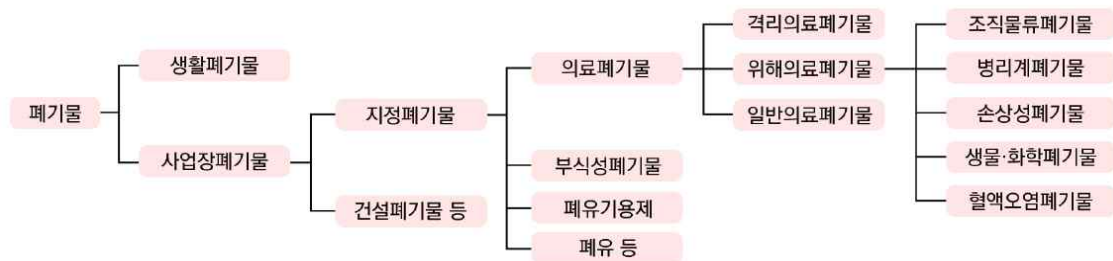 폐기물
생활폐기물
사업장폐기물
지정폐기물
건설폐기물 등
의료폐기물
부식성폐기물
폐유기용제
폐유 등
격리의료폐기물
위해의료폐기물
일반의료폐기물
조직물류폐기물
병리계폐기물
손상성폐기물
생물·화학폐기물
혈액오염폐기물